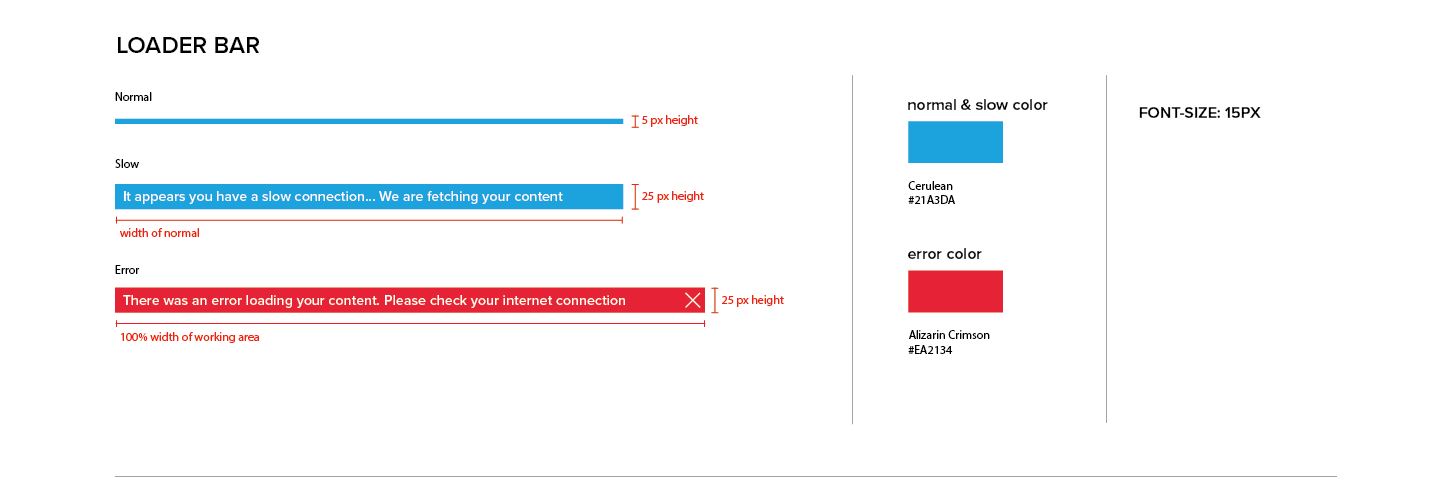 LOADER BAR
Normal
5 px height
Slow
It appears you have a slow connection... We are fetching your content
25 px height
width of normal
Error
There was an error loading your content. Please check your internet connection
25 px height
100% width of working area
normal & slow color
Cerulean
#21A3DA
error color
Alizarin Crimson
#EA2134
FONT-SIZE: 15PX